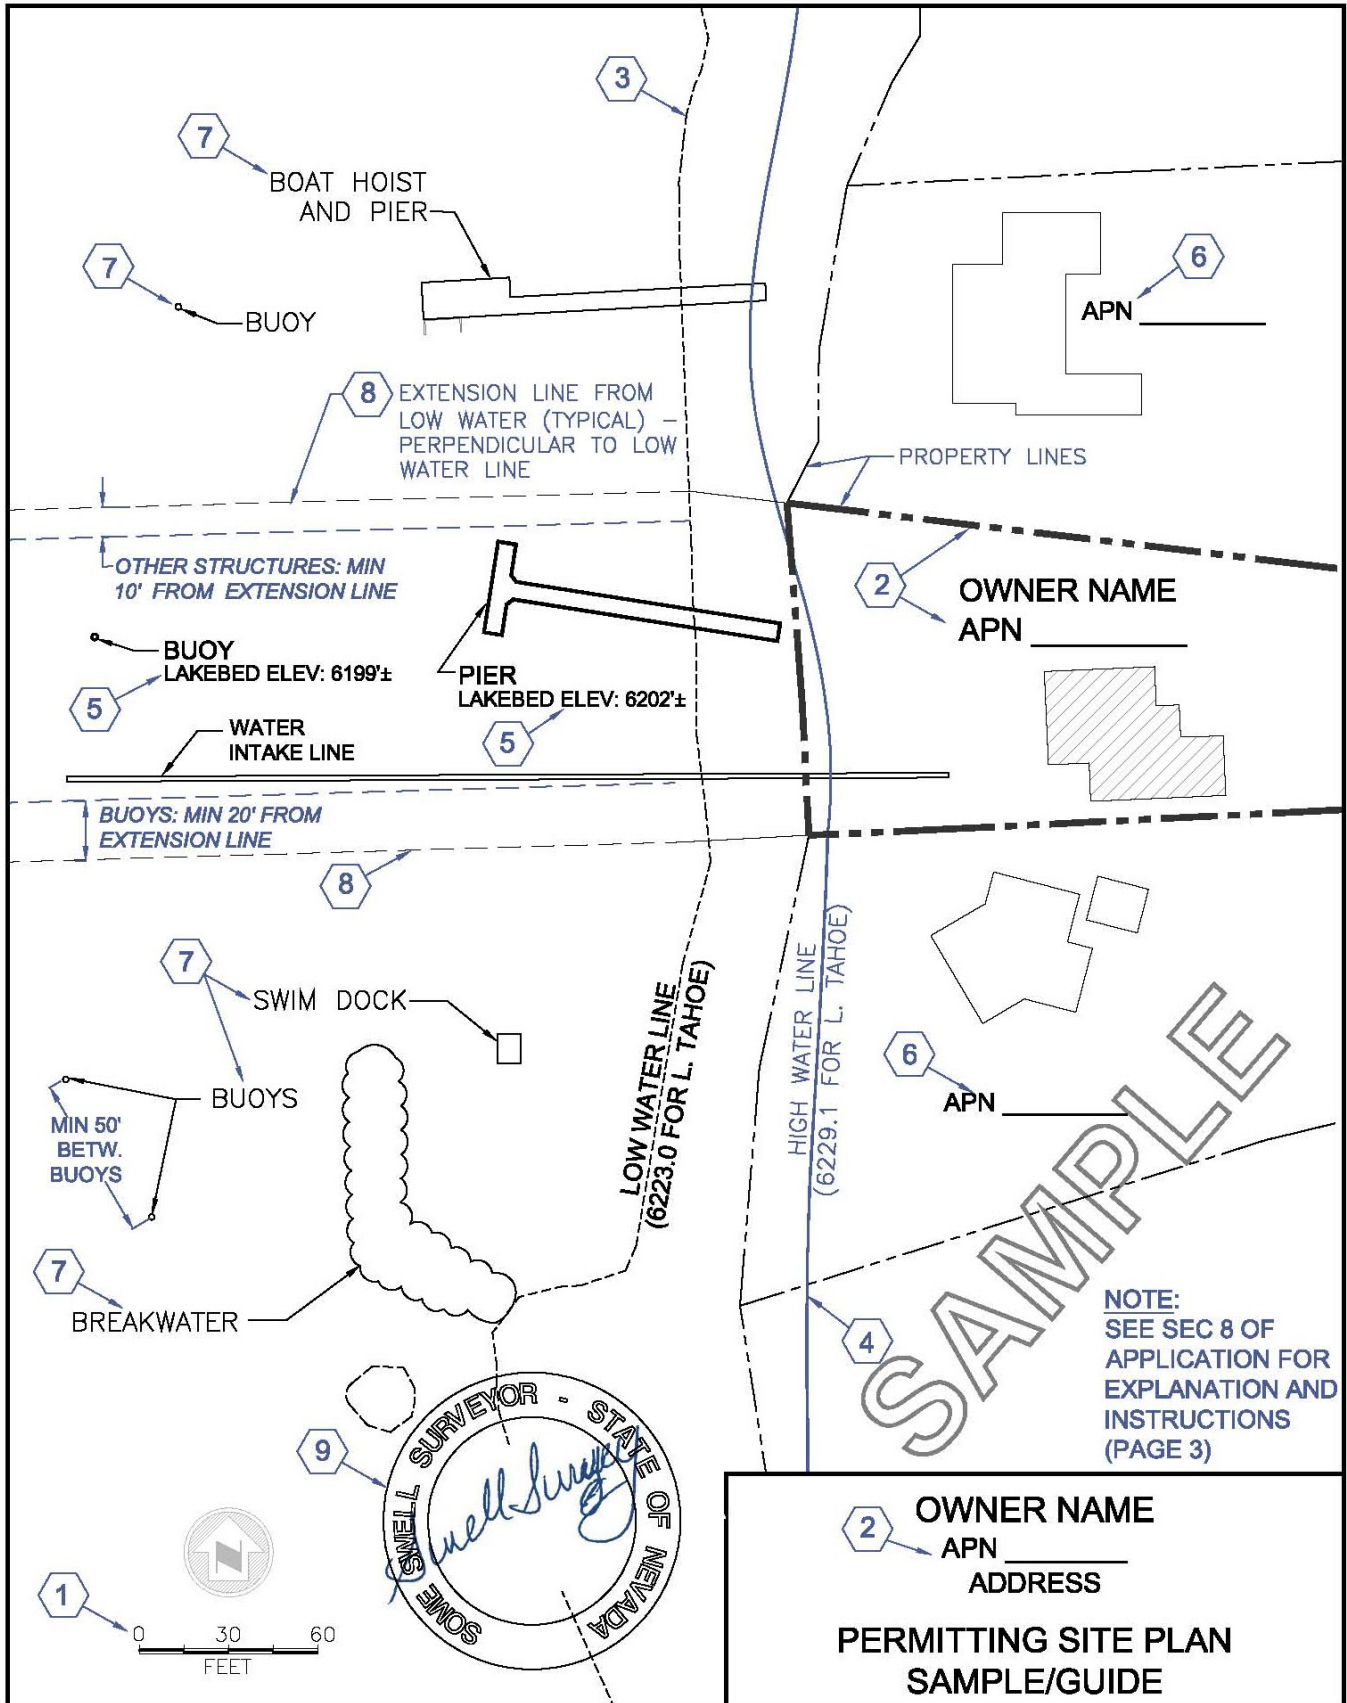 3
7
BOAT HOIST
AND PIER
7
BUOY
6
APN
8
EXTENSION LINE FROM
LOW WATER (TYPICAL) –
PERPENDICULAR TO LOW
WATER LINE
PROPERTY LINES
OTHER STRUCTURES: MIN
10' FROM EXTENSION LINE
2
OWNER NAME
APN
BUOY
LAKEBED ELEV: 6199'±
5
PIER
LAKEBED ELEV: 6202'±
5
WATER
INTAKE LINE
BUOYS: MIN 20' FROM
EXTENSION LINE
8
7
SWIM DOCK
BUOYS
MIN 50'
BETW.
BUOYS
LOW WATER LINE
(6223.0 FOR L. TAHOE)
HIGH WATER LINE
(6229.1 FOR L. TAHOE)
6
APN
SAMPLE
7
BREAKWATER
4
NOTE:
SEE SEC 8 OF
APPLICATION FOR
EXPLANATION AND
INSTRUCTIONS
(PAGE 3)
9
SOME SWELL SURVEYOR - STATE OF NEVADA
Swell Surveyor
N
1
0 30 60
FEET
2
OWNER NAME
APN
ADDRESS
PERMITTING SITE PLAN
SAMPLE/GUIDE